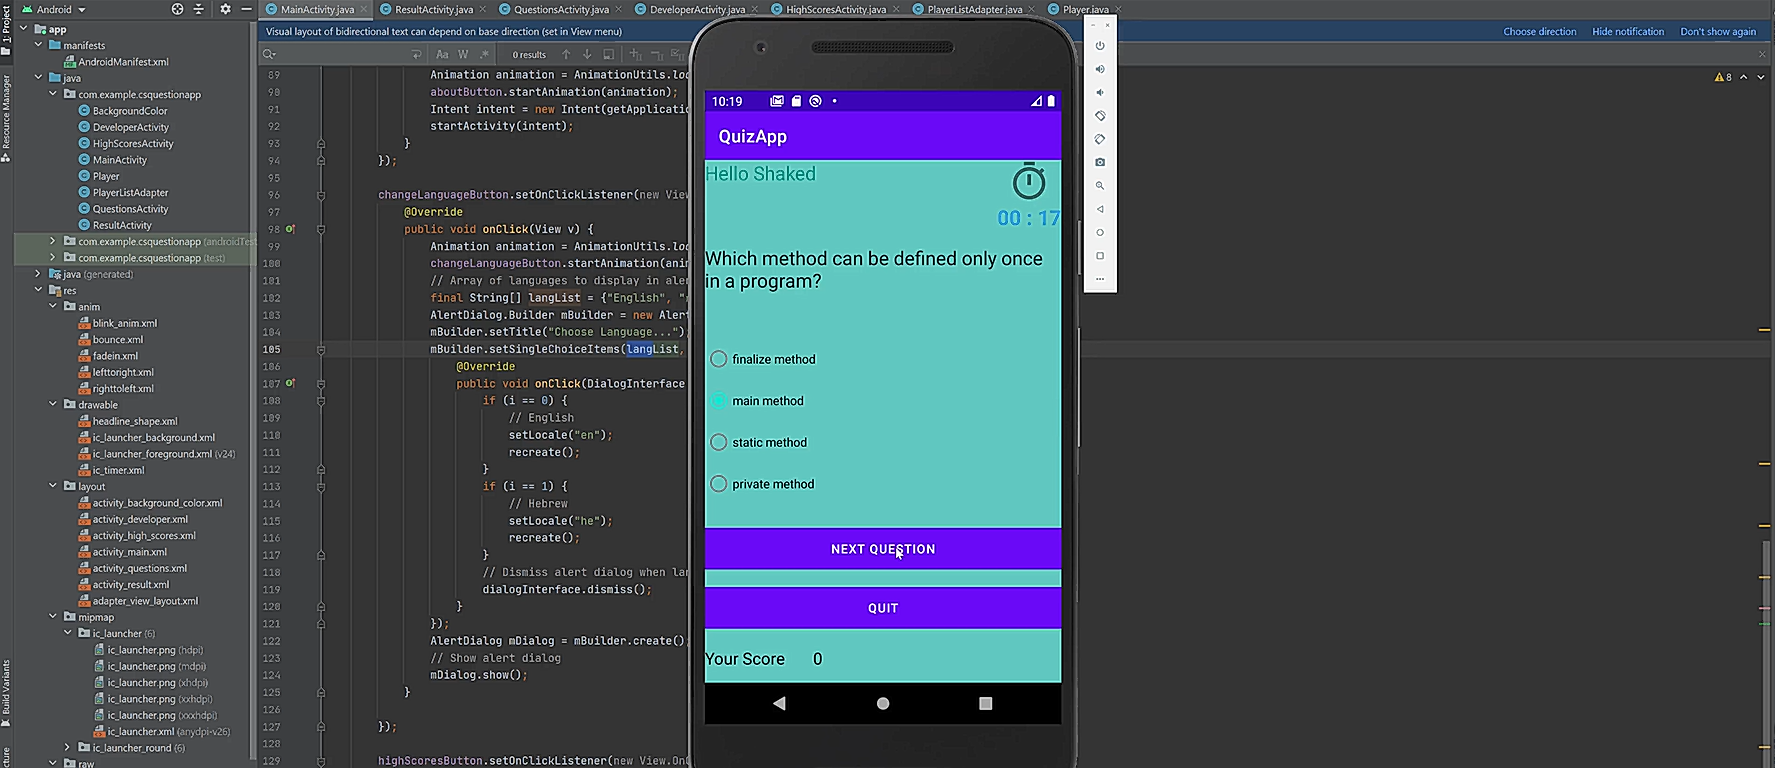 Android
MainActivity.java
ResultActivity.java
QuestionsActivity.java
DeveloperActivity.java
HighScoresActivity.java
PlayerListAdapter.java
Player.java
1: Project
Resource Manager
Build Variants
app
manifests
AndroidManifest.xml
java
com.example.csquestionapp
BackgroundColor
DeveloperActivity
HighScoresActivity
MainActivity
Player
PlayerListAdapter
QuestionsActivity
ResultActivity
com.example.csquestionapp (androidTest
com.example.csquestionapp (test)
java (generated)
res
anim
blink_anim.xml
bounce.xml
fadein.xml
lefttoright.xml
righttoleft.xml
drawable
headline_shape.xml
ic_launcher_background.xml
ic_launcher_foreground.xml (v24)
ic_timer.xml
layout
activity_background_color.xml
activity_developer.xml
activity_high_scores.xml
activity_main.xml
activity_questions.xml
activity_result.xml
adapter_view_layout.xml
mipmap
ic_launcher (6)
ic_launcher.png (hdpi)
ic_launcher.png (mdpi)
ic_launcher.png (xhdpi)
ic_launcher.png (xxhdpi)
ic_launcher.png (xxxhdpi)
ic_launcher.xml (anydpi-v26)
ic_launcher_round (6)
raw
Visual layout of bidirectional text can depend on base direction (set in View menu)
Choose direction Hide notification Don't show again
Aa W .* 0 results
8
89 Animation animation = AnimationUtils.loa
90 aboutButton.startAnimation(animation);
91 Intent intent = new Intent(getApplicatio
92 startActivity(intent);
93 }
94 });
95
96 changeLanguageButton.setOnClickListener(new View
97 @Override
98 public void onClick(View v) {
99 Animation animation = AnimationUtils.loa
100 changeLanguageButton.startAnimation(ani
101 // Array of languages to display in aler
102 final String[] langList = {"English",
103 AlertDialog.Builder mBuilder = new Alert
104 mBuilder.setTitle("Choose Language...")
105 mBuilder.setSingleChoiceItems(langList,
106 @Override
107 public void onClick(DialogInterface
108 if (i == 0) {
109 // English
110 setLocale("en");
111 recreate();
112 }
113 if (i == 1) {
114 // Hebrew
115 setLocale("he");
116 recreate();
117 }
118 // Dismiss alert dialog when lan
119 dialogInterface.dismiss();
120 }
121 });
122 AlertDialog mDialog = mBuilder.create();
123 // Show alert dialog
124 mDialog.show();
125 }
126
127 });
128
129 highScoresButton.setOnClickListener(new View.OnC
10:19
QuizApp
Hello Shaked
00 : 17
Which method can be defined only once
in a program?
finalize method
main method
static method
private method
NEXT QUESTION
QUIT
Your Score 0